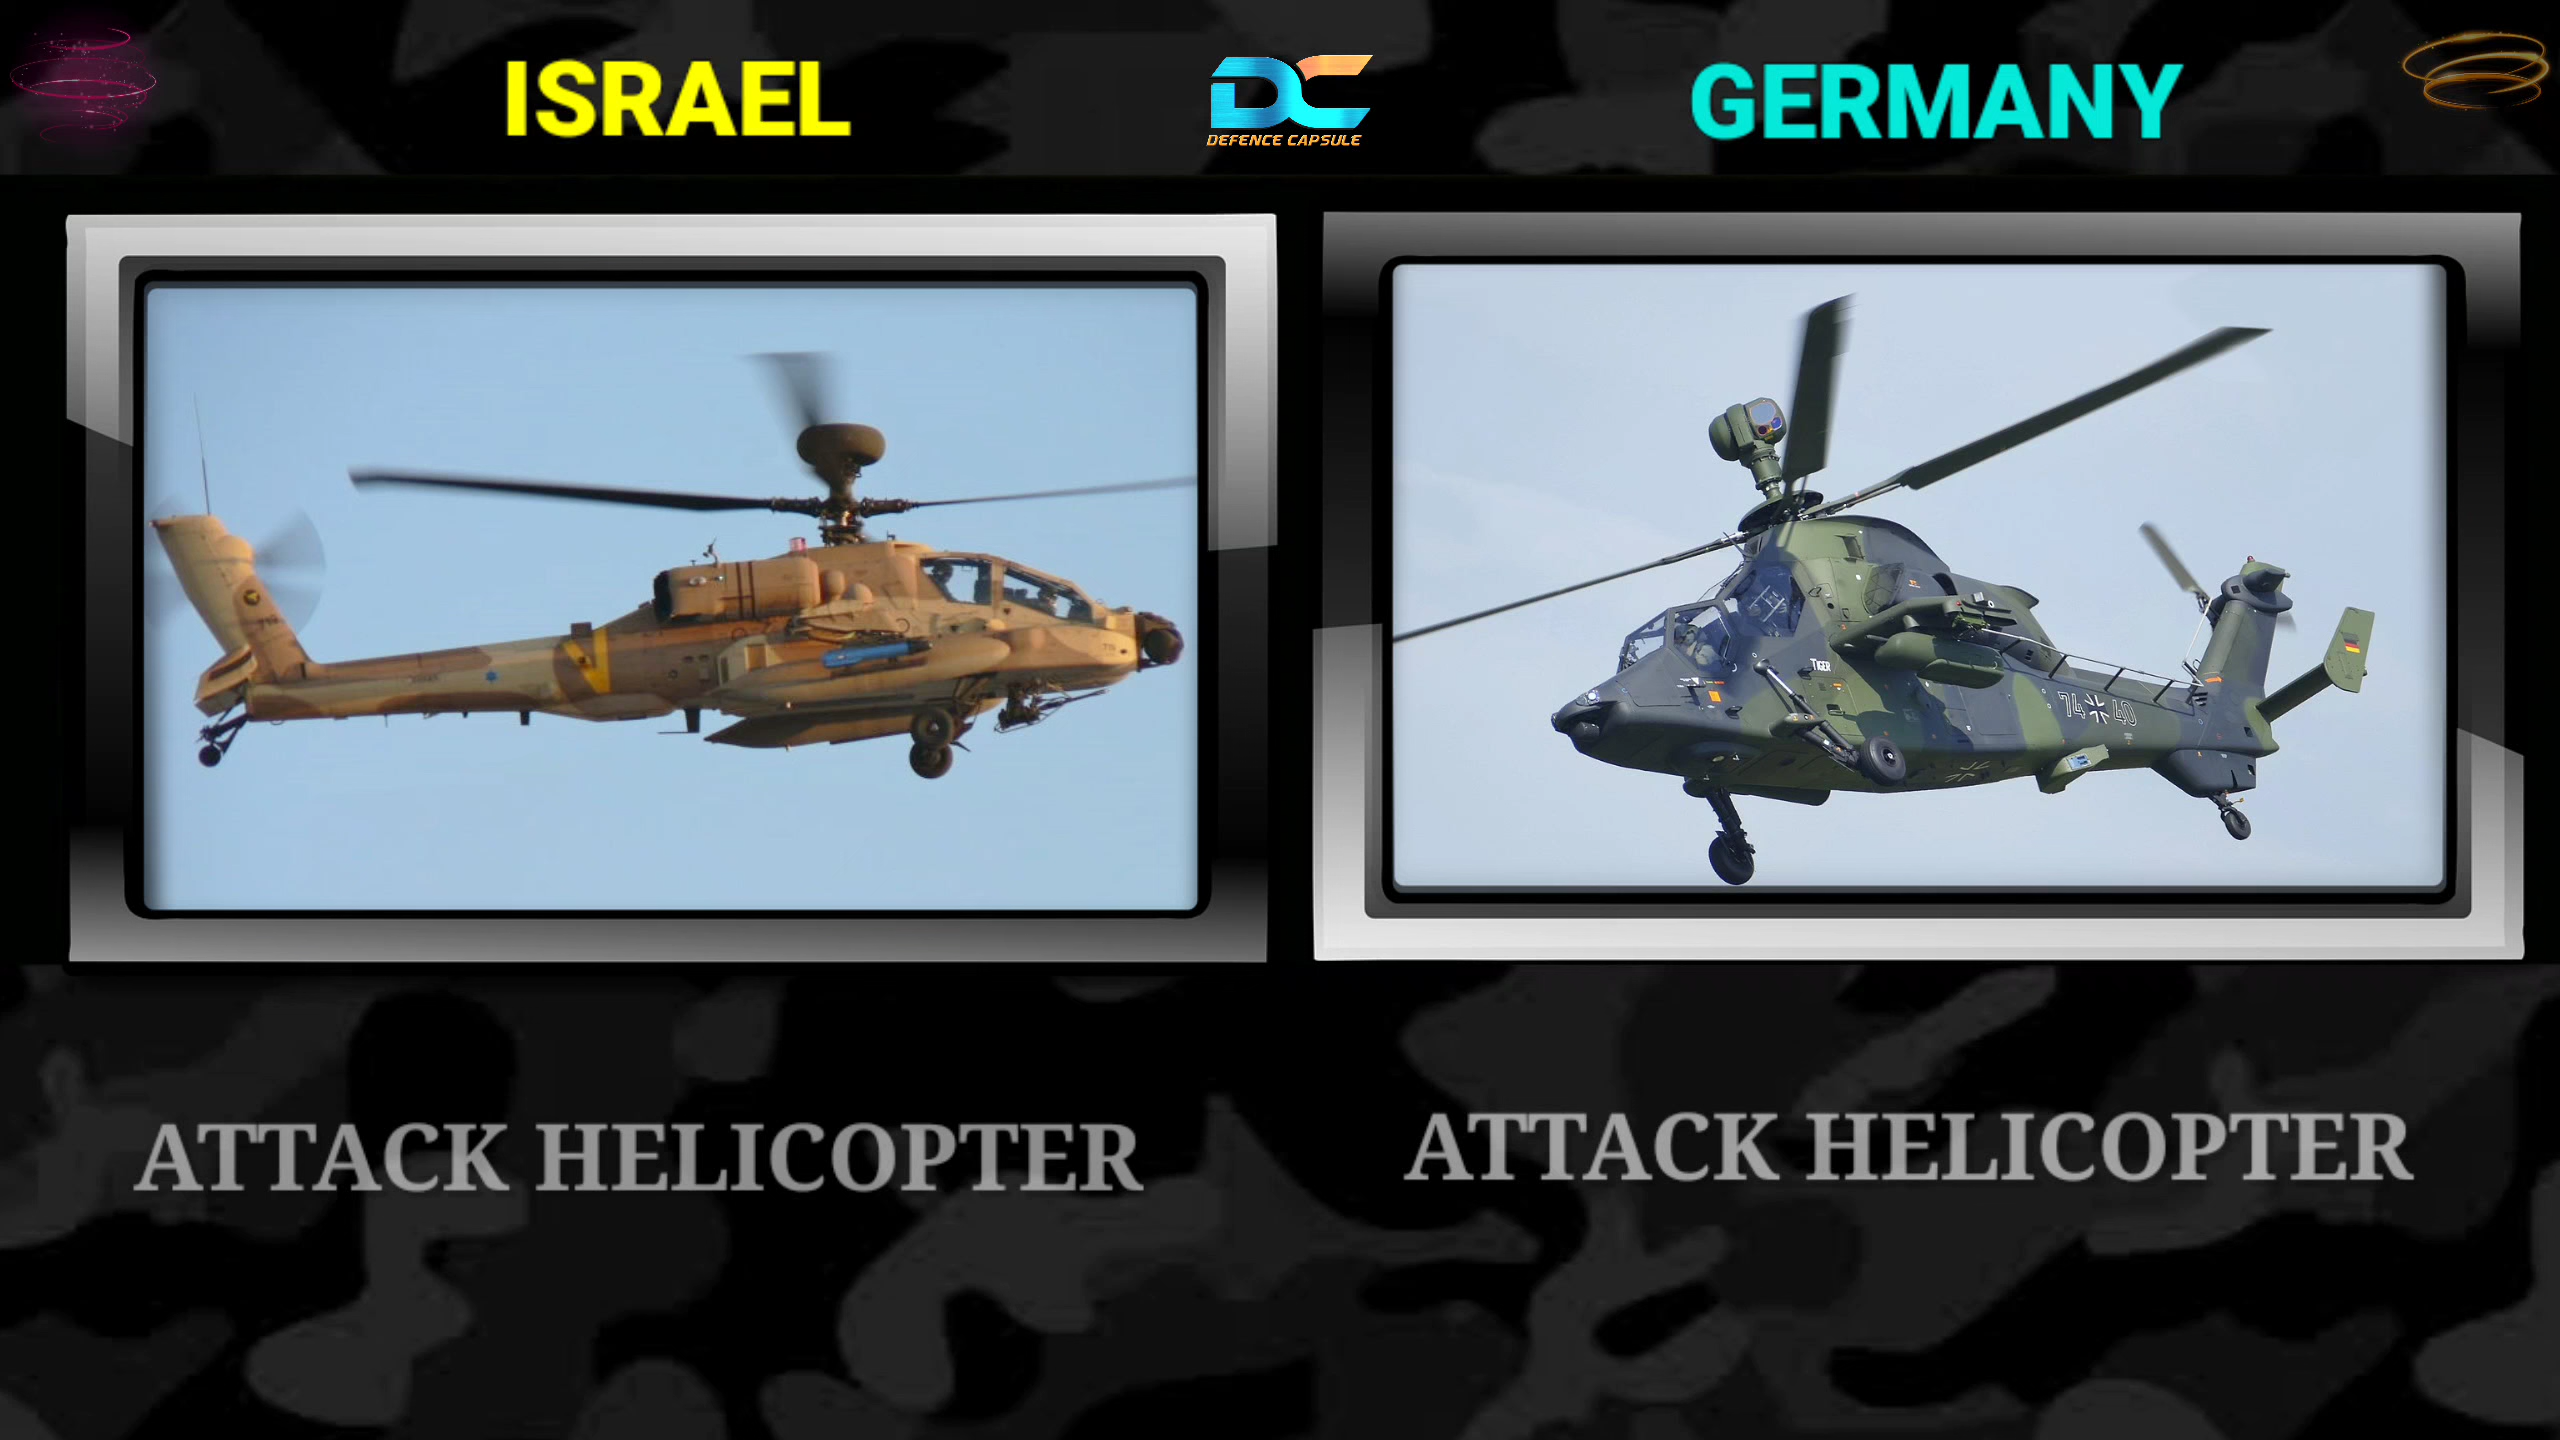 ISRAEL
DC
DEFENCE CAPSULE
GERMANY
TIGER
74 40
ATTACK HELICOPTER
ATTACK HELICOPTER